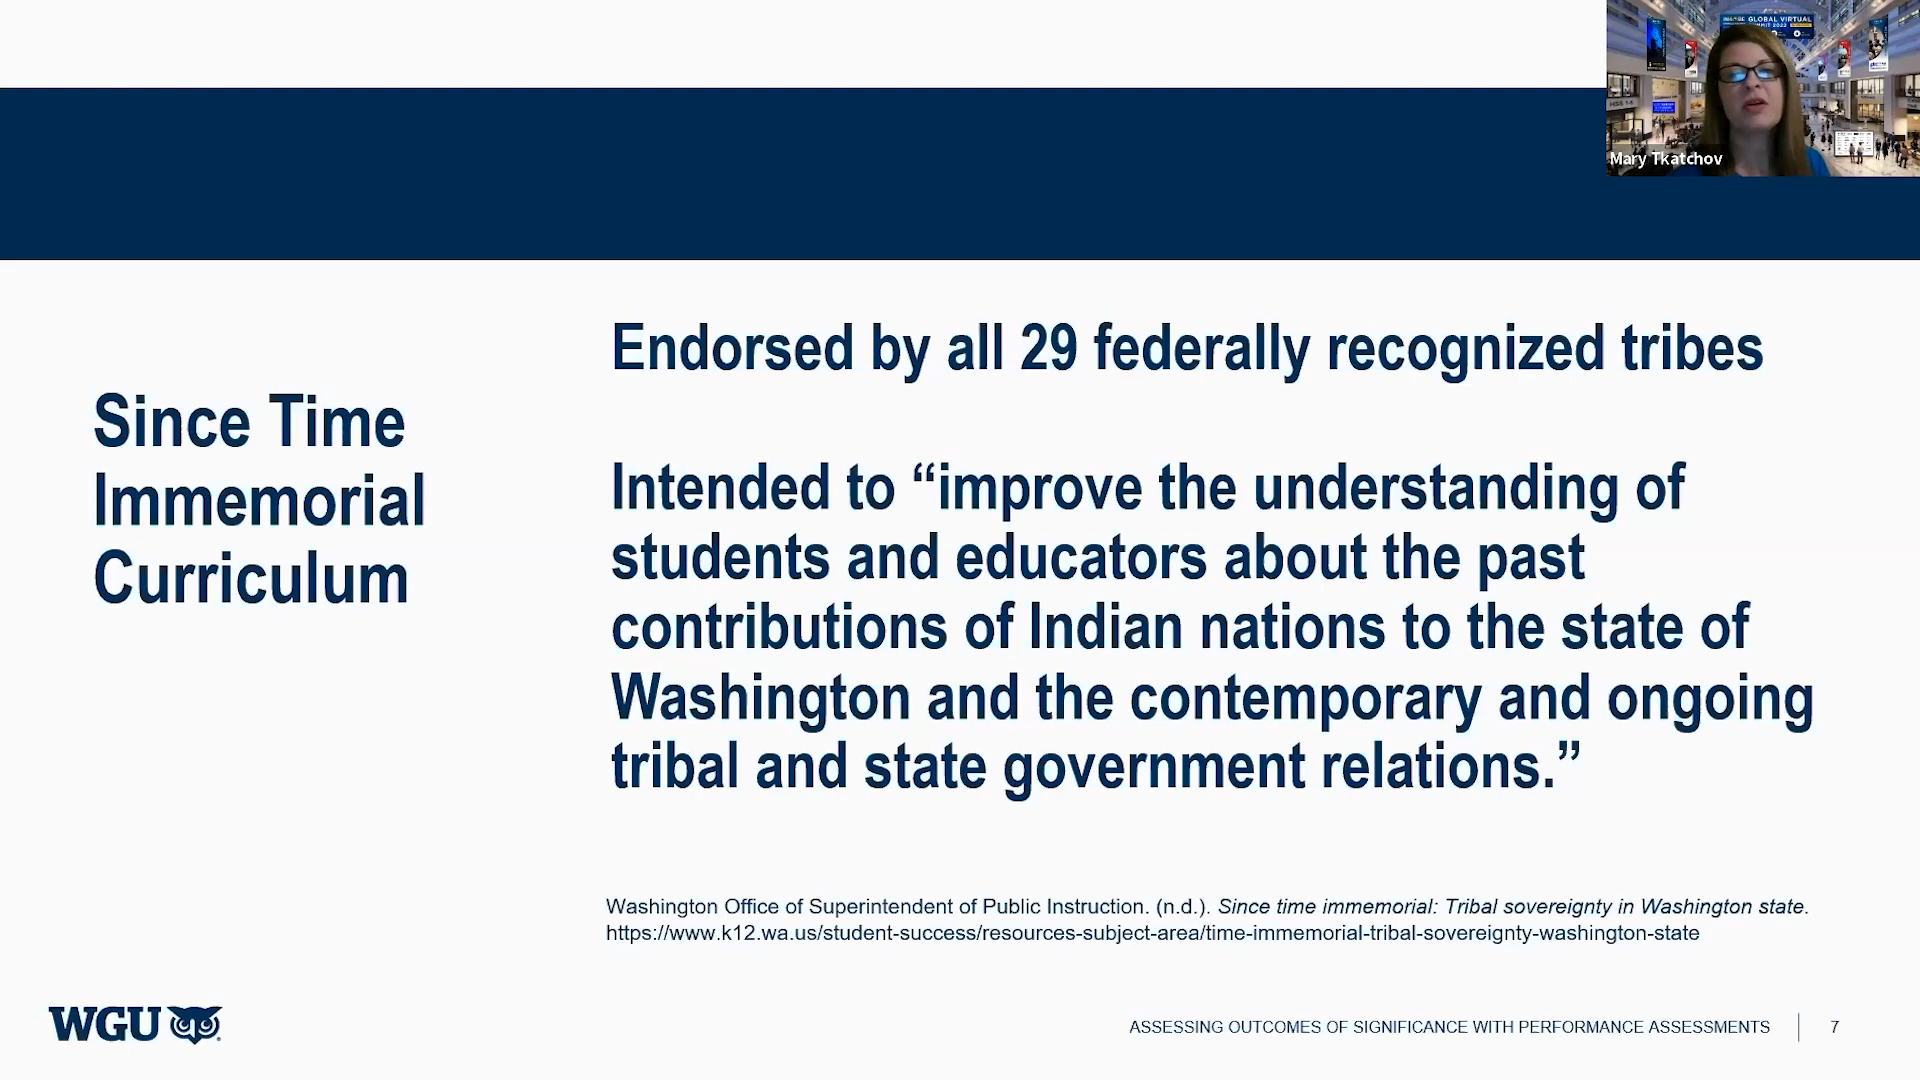 GLOBAL VIRTUAL
SUMMIT 2022
Mary Tkatchov
Since Time
Immemorial
Curriculum
Endorsed by all 29 federally recognized tribes
Intended to “improve the understanding of
students and educators about the past
contributions of Indian nations to the state of
Washington and the contemporary and ongoing
tribal and state government relations.”
Washington Office of Superintendent of Public Instruction. (n.d.). Since time immemorial: Tribal sovereignty in Washington state.
https://www.k12.wa.us/student-success/resources-subject-area/time-immemorial-tribal-sovereignty-washington-state
WGU
ASSESSING OUTCOMES OF SIGNIFICANCE WITH PERFORMANCE ASSESSMENTS
7